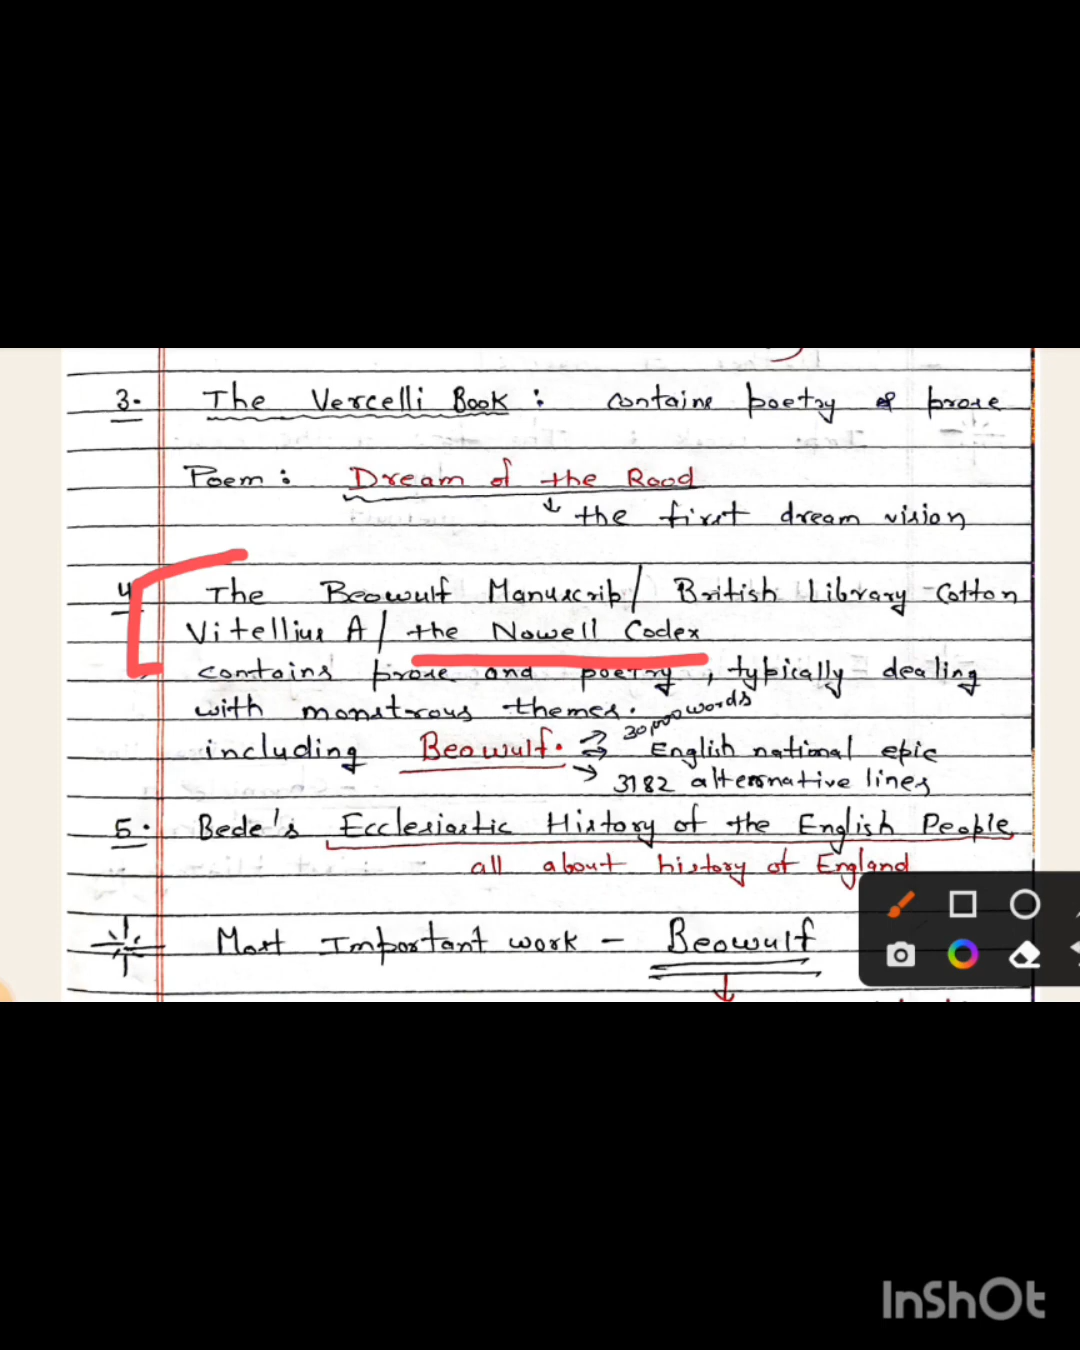 3. The Vercelli Book : contains poetry & prose
Poem : Dream of the Rood
↓ the first dream vision
4 The Beowulf Manuscrip/ British Library Cotton
Vitellius A/ the Nowell Codex
contains prose and poetry, typically dealing
with monstrous themes. 30,000 words
including Beowulf. ⇒ English national epic
→ 3182 alternative lines
5. Bede's Ecclesiastic History of the English People
all about history of England
Most Important work - Beowulf
↓
InShOt